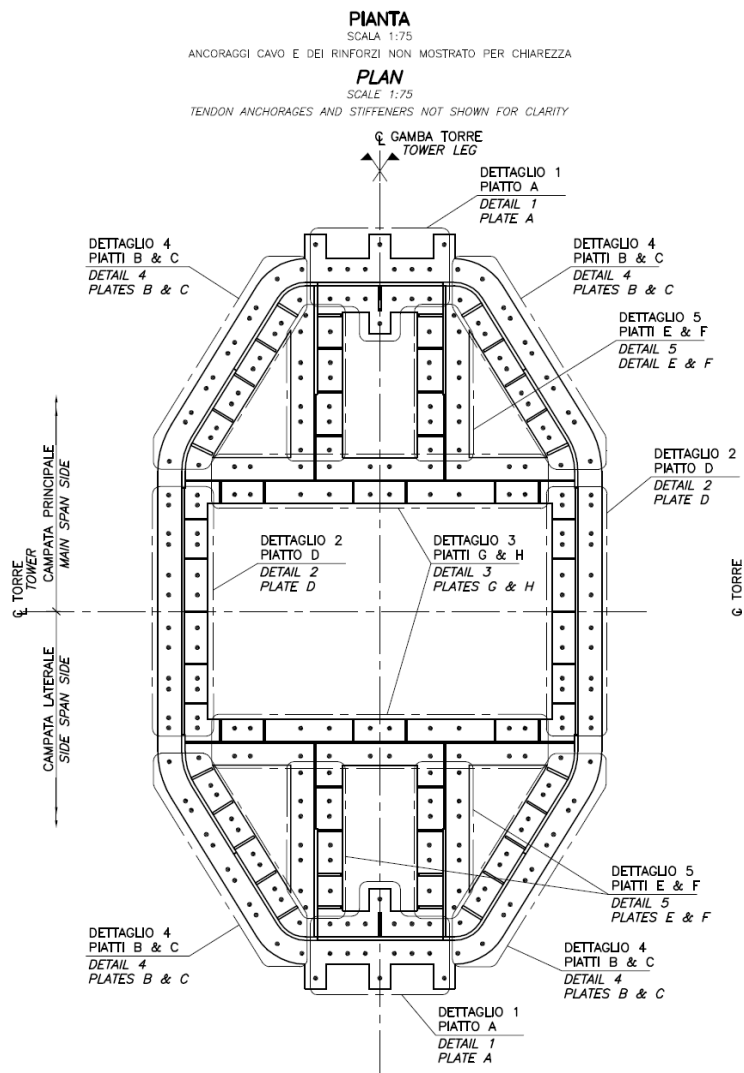 PIANTA
SCALA 1:75
ANCORAGGI CAVO E DEI RINFORZI NON MOSTRATO PER CHIAREZZA
PLAN
SCALE 1:75
TENDON ANCHORAGES AND STIFFENERS NOT SHOWN FOR CLARITY
℄ GAMBA TORRE
TOWER LEG
DETTAGLIO 1
PIATTO A
DETAIL 1
PLATE A
DETTAGLIO 4
PIATTI B & C
DETAIL 4
PLATES B & C
DETTAGLIO 4
PIATTI B & C
DETAIL 4
PLATES B & C
DETTAGLIO 5
PIATTI E & F
DETAIL 5
DETAIL E & F
DETTAGLIO 2
PIATTO D
DETAIL 2
PLATE D
CAMPATA PRINCIPALE
MAIN SPAN SIDE
DETTAGLIO 2
PIATTO D
DETAIL 2
PLATE D
DETTAGLIO 3
PIATTI G & H
DETAIL 3
PLATES G & H
℄ TORRE
TOWER
℄ TORRE
CAMPATA LATERALE
SIDE SPAN SIDE
DETTAGLIO 5
PIATTI E & F
DETAIL 5
PLATES E & F
DETTAGLIO 4
PIATTI B & C
DETAIL 4
PLATES B & C
DETTAGLIO 4
PIATTI B & C
DETAIL 4
PLATES B & C
DETTAGLIO 1
PIATTO A
DETAIL 1
PLATE A